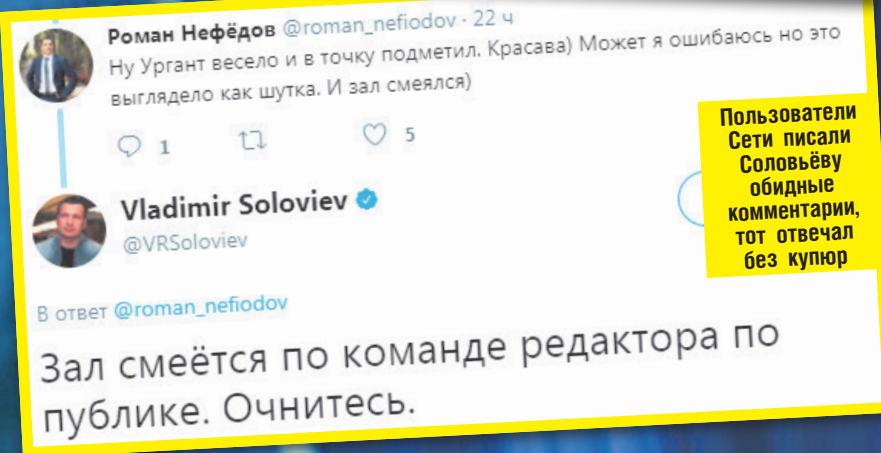 Роман Нефёдов @roman_nefiodov · 22 ч
Ну Ургант весело и в точку подметил. Красава) Может я ошибаюсь но это
выглядело как шутка. И зал смеялся)
1 5
Vladimir Soloviev
@VRSoloviev
В ответ @roman_nefiodov
Зал смеётся по команде редактора по
публике. Очнитесь.
Пользователи
Сети писали
Соловьёву
обидные
комментарии,
тот отвечал
без купюр